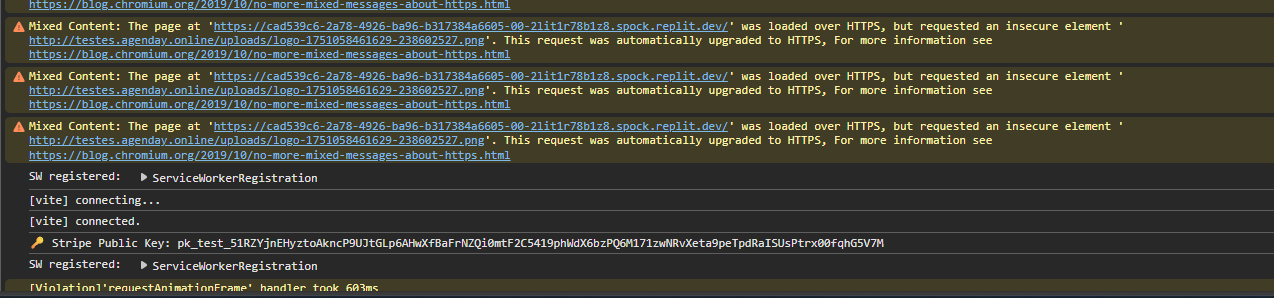 https://blog.chromium.org/2019/10/no-more-mixed-messages-about-https.html
Mixed Content: The page at 'https://cad539c6-2a78-4926-ba96-b317384a6605-00-2lit1r78b1z8.spock.replit.dev/' was loaded over HTTPS, but requested an insecure element '
http://testes.agenday.online/uploads/logo-1751058461629-238602527.png'. This request was automatically upgraded to HTTPS, For more information see
https://blog.chromium.org/2019/10/no-more-mixed-messages-about-https.html
Mixed Content: The page at 'https://cad539c6-2a78-4926-ba96-b317384a6605-00-2lit1r78b1z8.spock.replit.dev/' was loaded over HTTPS, but requested an insecure element '
http://testes.agenday.online/uploads/logo-1751058461629-238602527.png'. This request was automatically upgraded to HTTPS, For more information see
https://blog.chromium.org/2019/10/no-more-mixed-messages-about-https.html
Mixed Content: The page at 'https://cad539c6-2a78-4926-ba96-b317384a6605-00-2lit1r78b1z8.spock.replit.dev/' was loaded over HTTPS, but requested an insecure element '
http://testes.agenday.online/uploads/logo-1751058461629-238602527.png'. This request was automatically upgraded to HTTPS, For more information see
https://blog.chromium.org/2019/10/no-more-mixed-messages-about-https.html
SW registered: ▶ ServiceWorkerRegistration
[vite] connecting...
[vite] connected.
🔑 Stripe Public Key: pk_test_51RZYjnEHyztoAkncP9UJtGLp6AHwXfBaFrNZQi0mtF2C5419phWdX6bzPQ6M171zwNRvXeta9peTpdRaISUsPtrx00fqhG5V7M
SW registered: ▶ ServiceWorkerRegistration
[Violation]'requestAnimationFrame' handler took 603ms